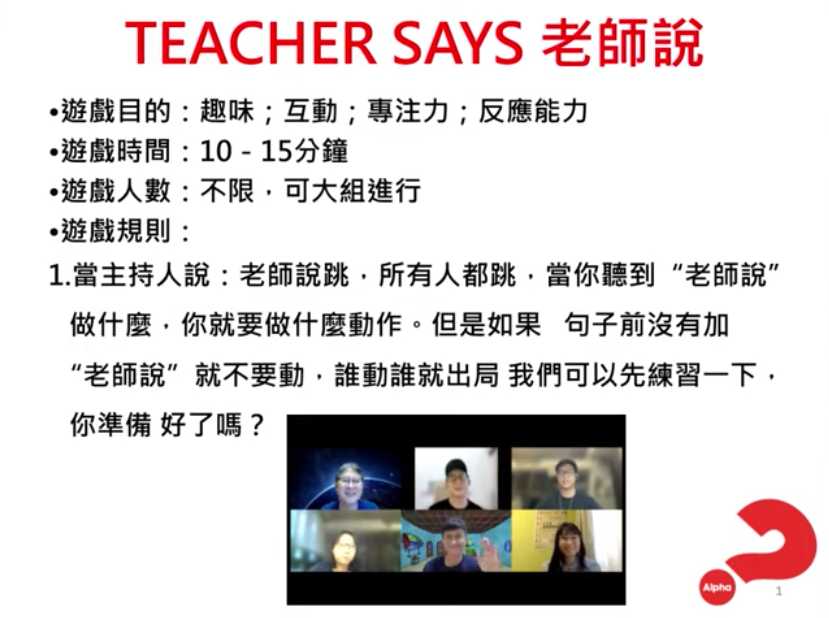 TEACHER SAYS 老師說
•遊戲目的：趣味；互動；專注力；反應能力
•遊戲時間：10 - 15分鐘
•遊戲人數：不限，可大組進行
•遊戲規則：
1.當主持人說：老師說跳，所有人都跳，當你聽到“老師說”
做什麼，你就要做什麼動作。但是如果 句子前沒有加
“老師說” 就不要動，誰動誰就出局 我們可以先練習一下，
你準備 好了嗎？
Alpha
1